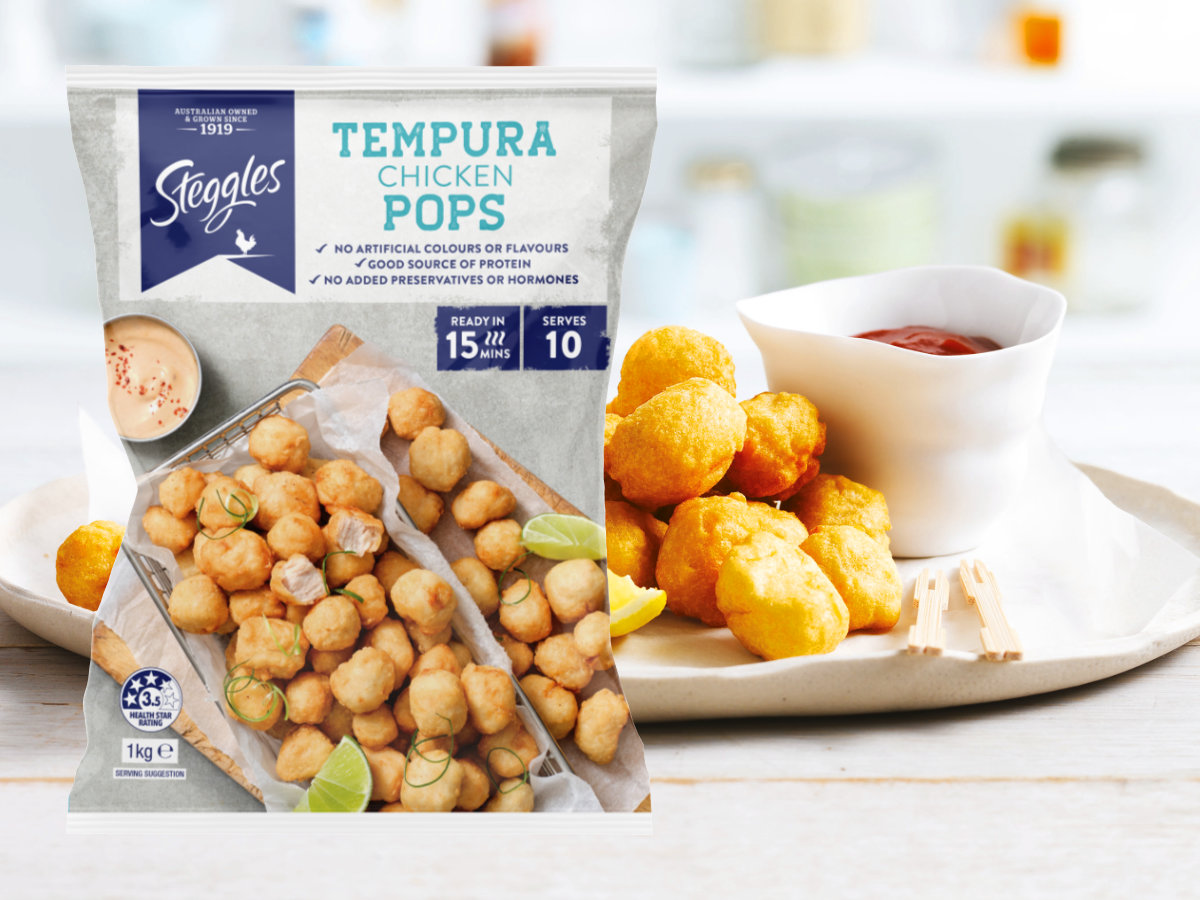 AUSTRALIAN OWNED
& GROWN SINCE
1919
Steggles
TEMPURA
CHICKEN
POPS
✓ NO ARTIFICIAL COLOURS OR FLAVOURS
✓ GOOD SOURCE OF PROTEIN
✓ NO ADDED PRESERVATIVES OR HORMONES
READY IN
15 MINS
SERVES
10
3.5
HEALTH STAR
RATING
1kg ℮
SERVING SUGGESTION